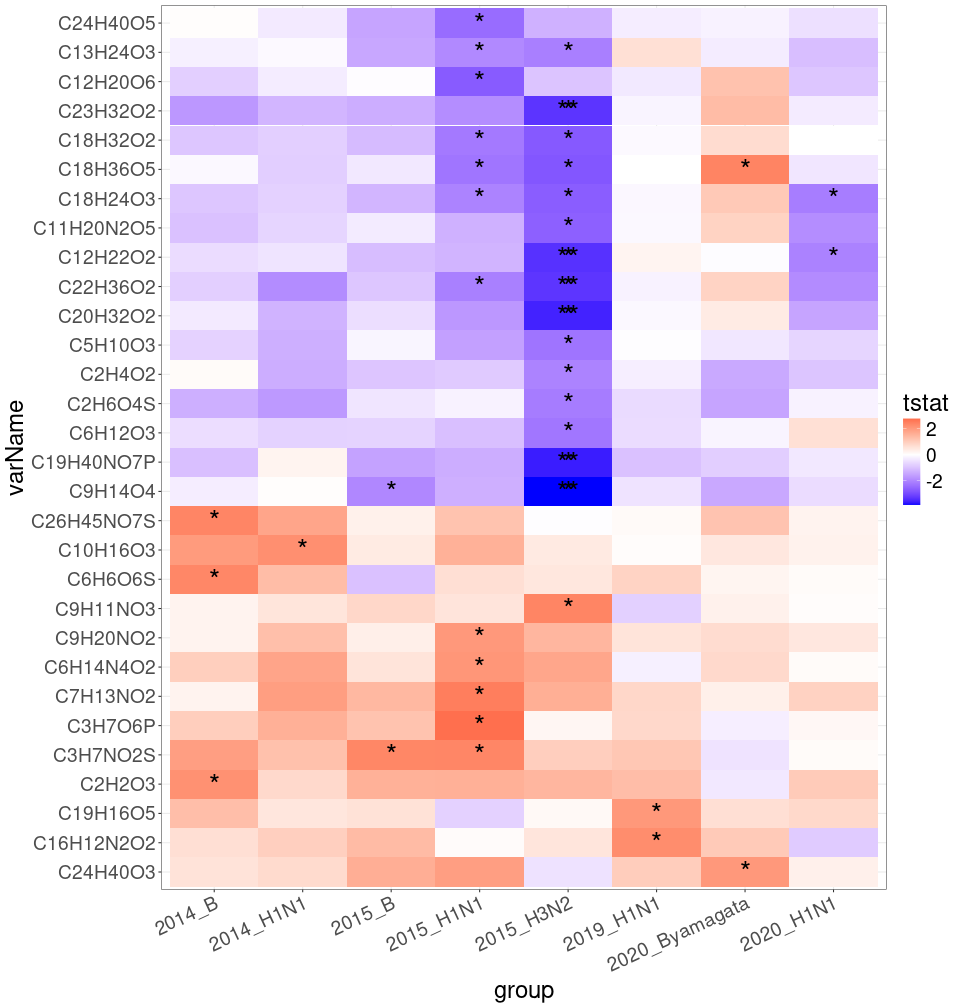 varName
C24H40O5
C13H24O3
C12H20O6
C23H32O2
C18H32O2
C18H36O5
C18H24O3
C11H20N2O5
C12H22O2
C22H36O2
C20H32O2
C5H10O3
C2H4O2
C2H6O4S
C6H12O3
C19H40NO7P
C9H14O4
C26H45NO7S
C10H16O3
C6H6O6S
C9H11NO3
C9H20NO2
C6H14N4O2
C7H13NO2
C3H7O6P
C3H7NO2S
C2H2O3
C19H16O5
C16H12N2O2
C24H40O3
*
* *
*
***
* *
* * *
* * *
*
*** *
* ***
***
*
*
*
*
***
* ***
*
*
*
*
*
*
*
*
* *
*
*
*
*
2014_B
2014_H1N1
2015_B
2015_H1N1
2015_H3N2
2019_H1N1
2020_Byamagata
2020_H1N1
group
tstat
2
0
-2